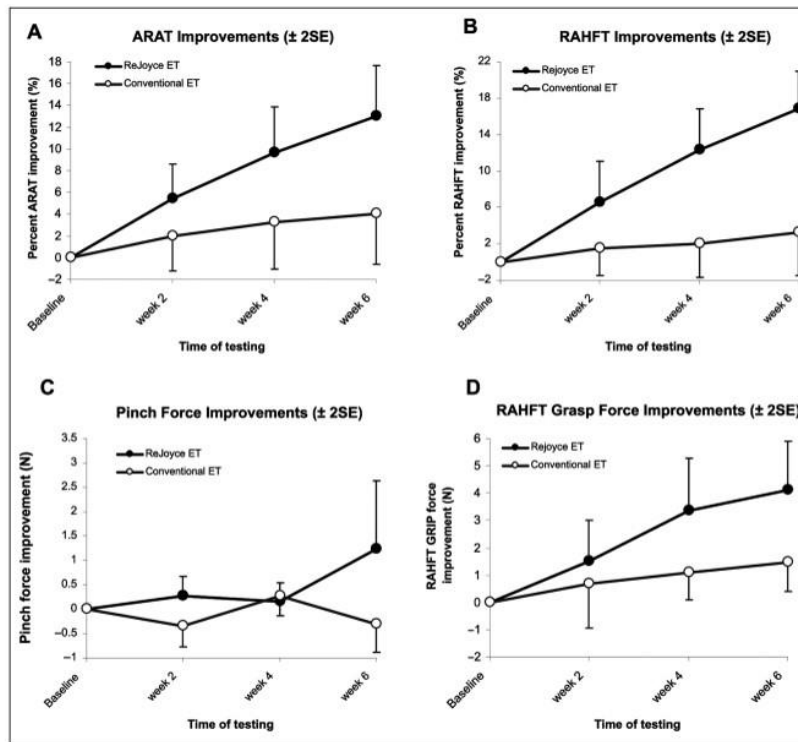 A
ARAT Improvements (± 2SE)
ReJoyce ET
Conventional ET
Percent ARAT improvement (%)
18
16
14
12
10
8
6
4
2
0
–2
Baseline
week 2
week 4
week 6
Time of testing
B
RAHFT Improvements (± 2SE)
Rejoyce ET
Conventional ET
Percent RAHFT improvement (%)
22
18
14
10
6
2
–2
Baseline
week 2
week 4
week 6
Time of testing
C
Pinch Force Improvements (± 2SE)
ReJoyce ET
Conventional ET
Pinch force improvement (N)
3.5
3
2.5
2
1.5
1
0.5
0
–0.5
–1
Baseline
week 2
week 4
week 6
Time of testing
D
RAHFT Grasp Force Improvements (± 2SE)
Rejoyce ET
Conventional ET
RAHFT GRIP force
improvement (N)
6
5
4
3
2
1
0
–1
–2
Baseline
week 2
week 4
week 6
Time of testing